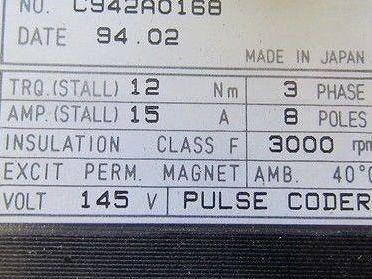 NO. C942A0168
DATE 94.02
MADE IN JAPAN
TRQ.(STALL) 12 Nm 3 PHASE
AMP.(STALL) 15 A 8 POLES
INSULATION CLASS F 3000 rpm
EXCIT PERM. MAGNET AMB. 40°C
VOLT 145 V PULSE CODER